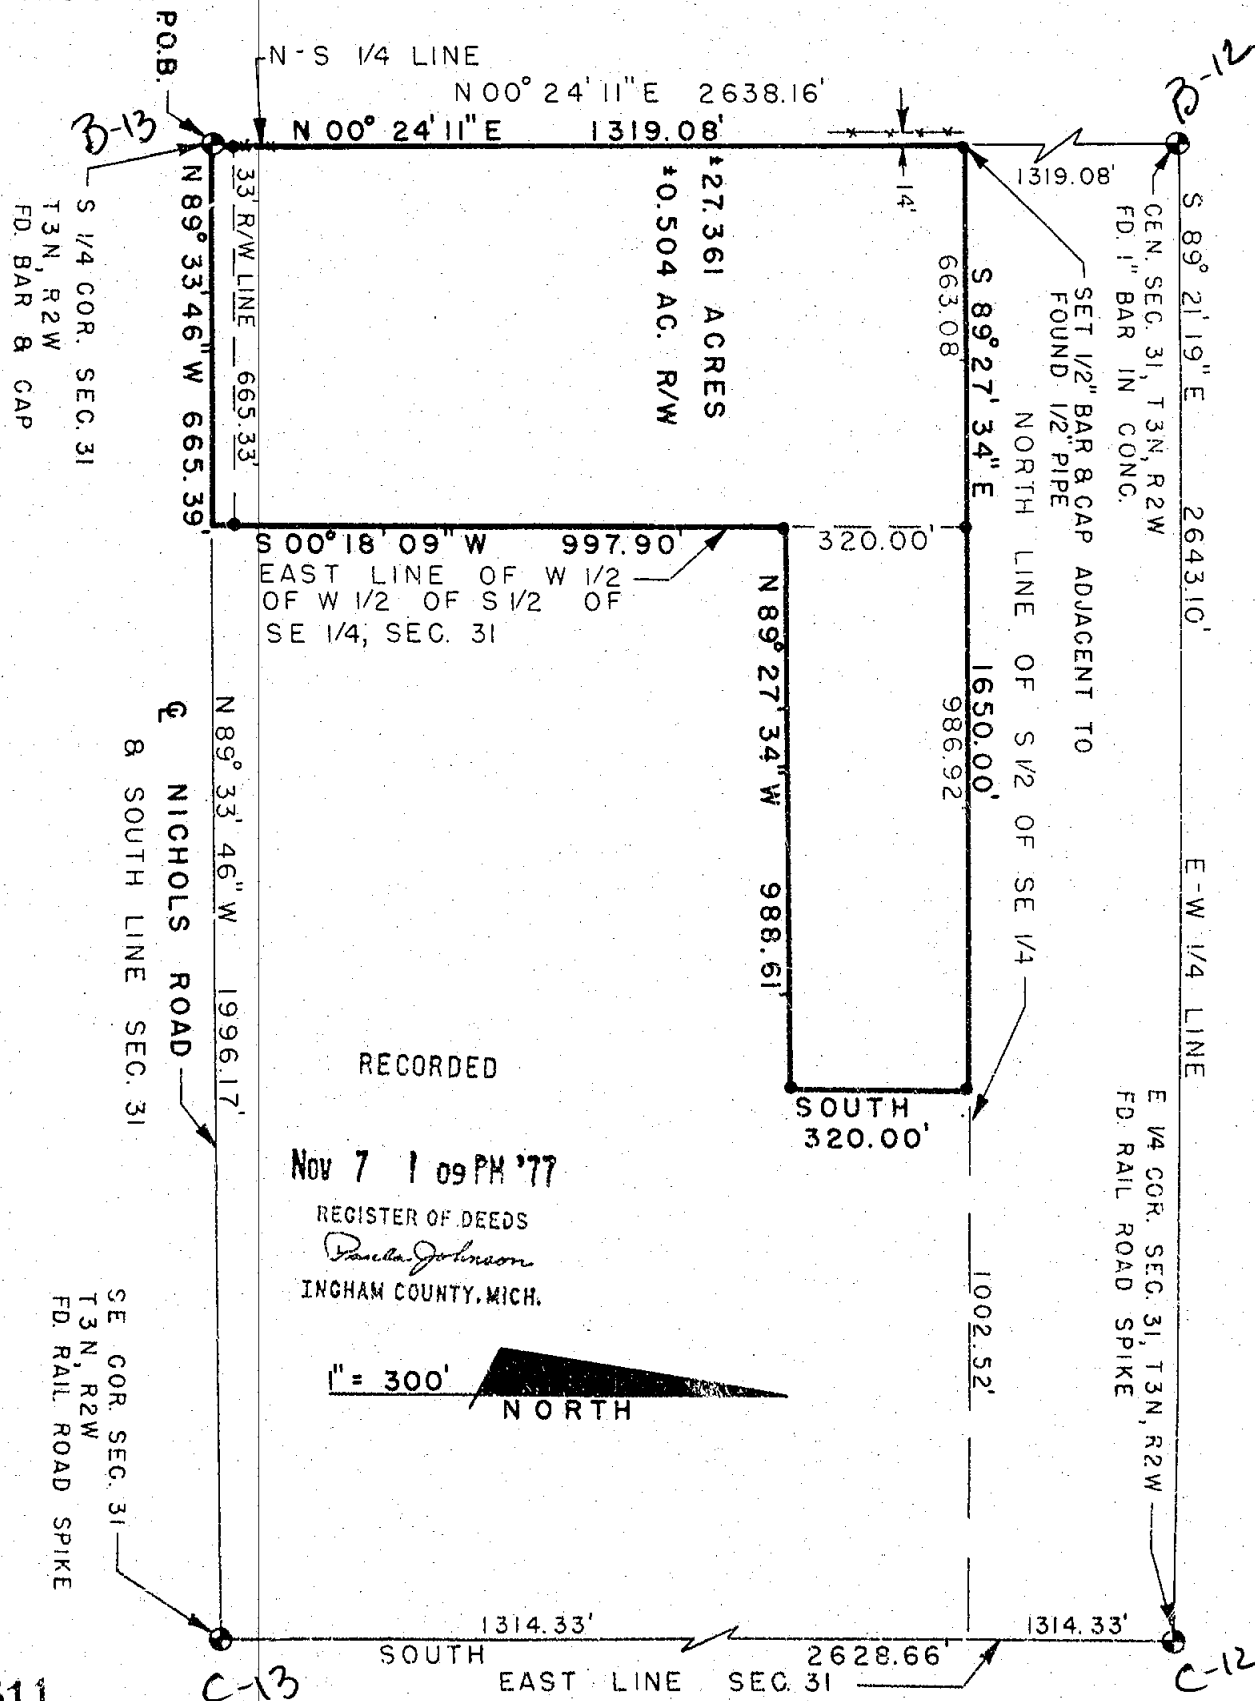 P.O.B.
N-S 1/4 LINE
N 00° 24' 11" E 2638.16'
B-12
B-13
N 00° 24' 11" E 1319.08'
1319.08'
14'
33' R/W LINE 665.33'
N 89° 33' 46" W 665.39'
S 1/4 COR. SEC. 31
T 3 N, R 2 W
FD. BAR & CAP
±27.361 ACRES
±0.504 AC. R/W
S 89° 27' 34" E 1650.00'
663.08'
986.92'
SET 1/2" BAR & CAP ADJACENT TO
FOUND 1/2" PIPE
CEN. SEC. 31, T 3 N, R 2 W
FD. 1" BAR IN CONC.
S 89° 21' 19" E 2643.10'
E-W 1/4 LINE
NORTH LINE OF S 1/2 OF SE 1/4
S 00° 18' 09" W 997.90'
320.00'
EAST LINE OF W 1/2
OF W 1/2 OF S 1/2 OF
SE 1/4, SEC. 31
N 89° 27' 34" W 988.61'
SOUTH
320.00'
N 89° 33' 46" W 1996.17'
℄ NICHOLS ROAD
& SOUTH LINE SEC. 31
RECORDED
Nov 7 1 09 PM '77
REGISTER OF DEEDS
Johnson
INGHAM COUNTY, MICH.
1" = 300'
NORTH
1002.52'
E 1/4 COR. SEC. 31, T 3 N, R 2 W
FD. RAIL ROAD SPIKE
SE COR. SEC. 31
T 3 N, R 2 W
FD. RAIL ROAD SPIKE
1314.33'
1314.33'
SOUTH 2628.66'
EAST LINE SEC. 31
C-13
C-12